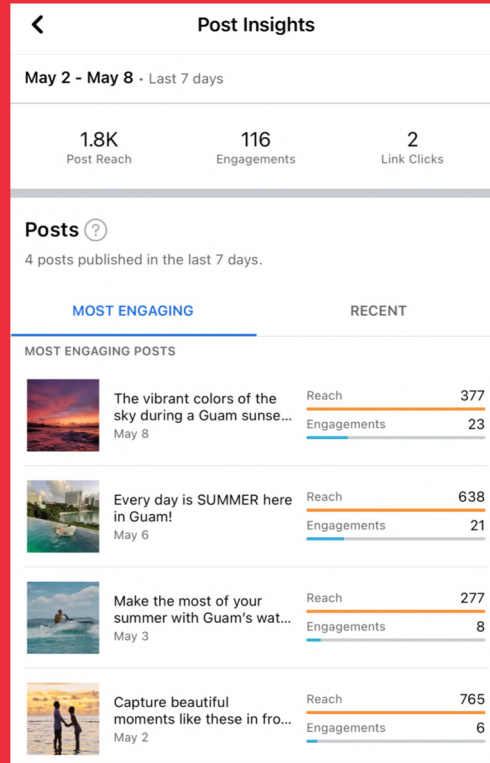 Post Insights
May 2 - May 8 · Last 7 days
1.8K 116 2
Post Reach Engagements Link Clicks
Posts ?
4 posts published in the last 7 days.
MOST ENGAGING RECENT
MOST ENGAGING POSTS
The vibrant colors of the
sky during a Guam sunse...
May 8
Reach 377
Engagements 23
Every day is SUMMER here
in Guam!
May 6
Reach 638
Engagements 21
Make the most of your
summer with Guam's wat...
May 3
Reach 277
Engagements 8
Capture beautiful
moments like these in fro...
May 2
Reach 765
Engagements 6